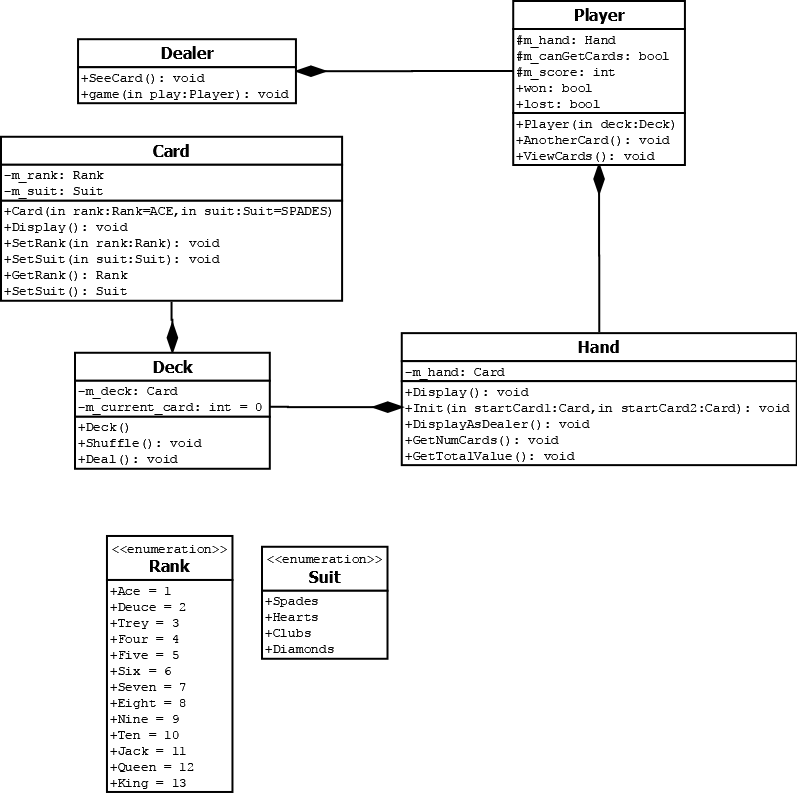 Player
#m_hand: Hand
#m_canGetCards: bool
#m_score: int
+won: bool
+lost: bool
+Player(in deck:Deck)
+AnotherCard(): void
+ViewCards(): void
Dealer
+SeeCard(): void
+game(in play:Player): void
Card
-m_rank: Rank
-m_suit: Suit
+Card(in rank:Rank=ACE,in suit:Suit=SPADES)
+Display(): void
+SetRank(in rank:Rank): void
+SetSuit(in suit:Suit): void
+GetRank(): Rank
+SetSuit(): Suit
Hand
-m_hand: Card
+Display(): void
+Init(in startCard1:Card,in startCard2:Card): void
+DisplayAsDealer(): void
+GetNumCards(): void
+GetTotalValue(): void
Deck
-m_deck: Card
-m_current_card: int = 0
+Deck()
+Shuffle(): void
+Deal(): void
<<enumeration>>
Rank
+Ace = 1
+Deuce = 2
+Trey = 3
+Four = 4
+Five = 5
+Six = 6
+Seven = 7
+Eight = 8
+Nine = 9
+Ten = 10
+Jack = 11
+Queen = 12
+King = 13
<<enumeration>>
Suit
+Spades
+Hearts
+Clubs
+Diamonds